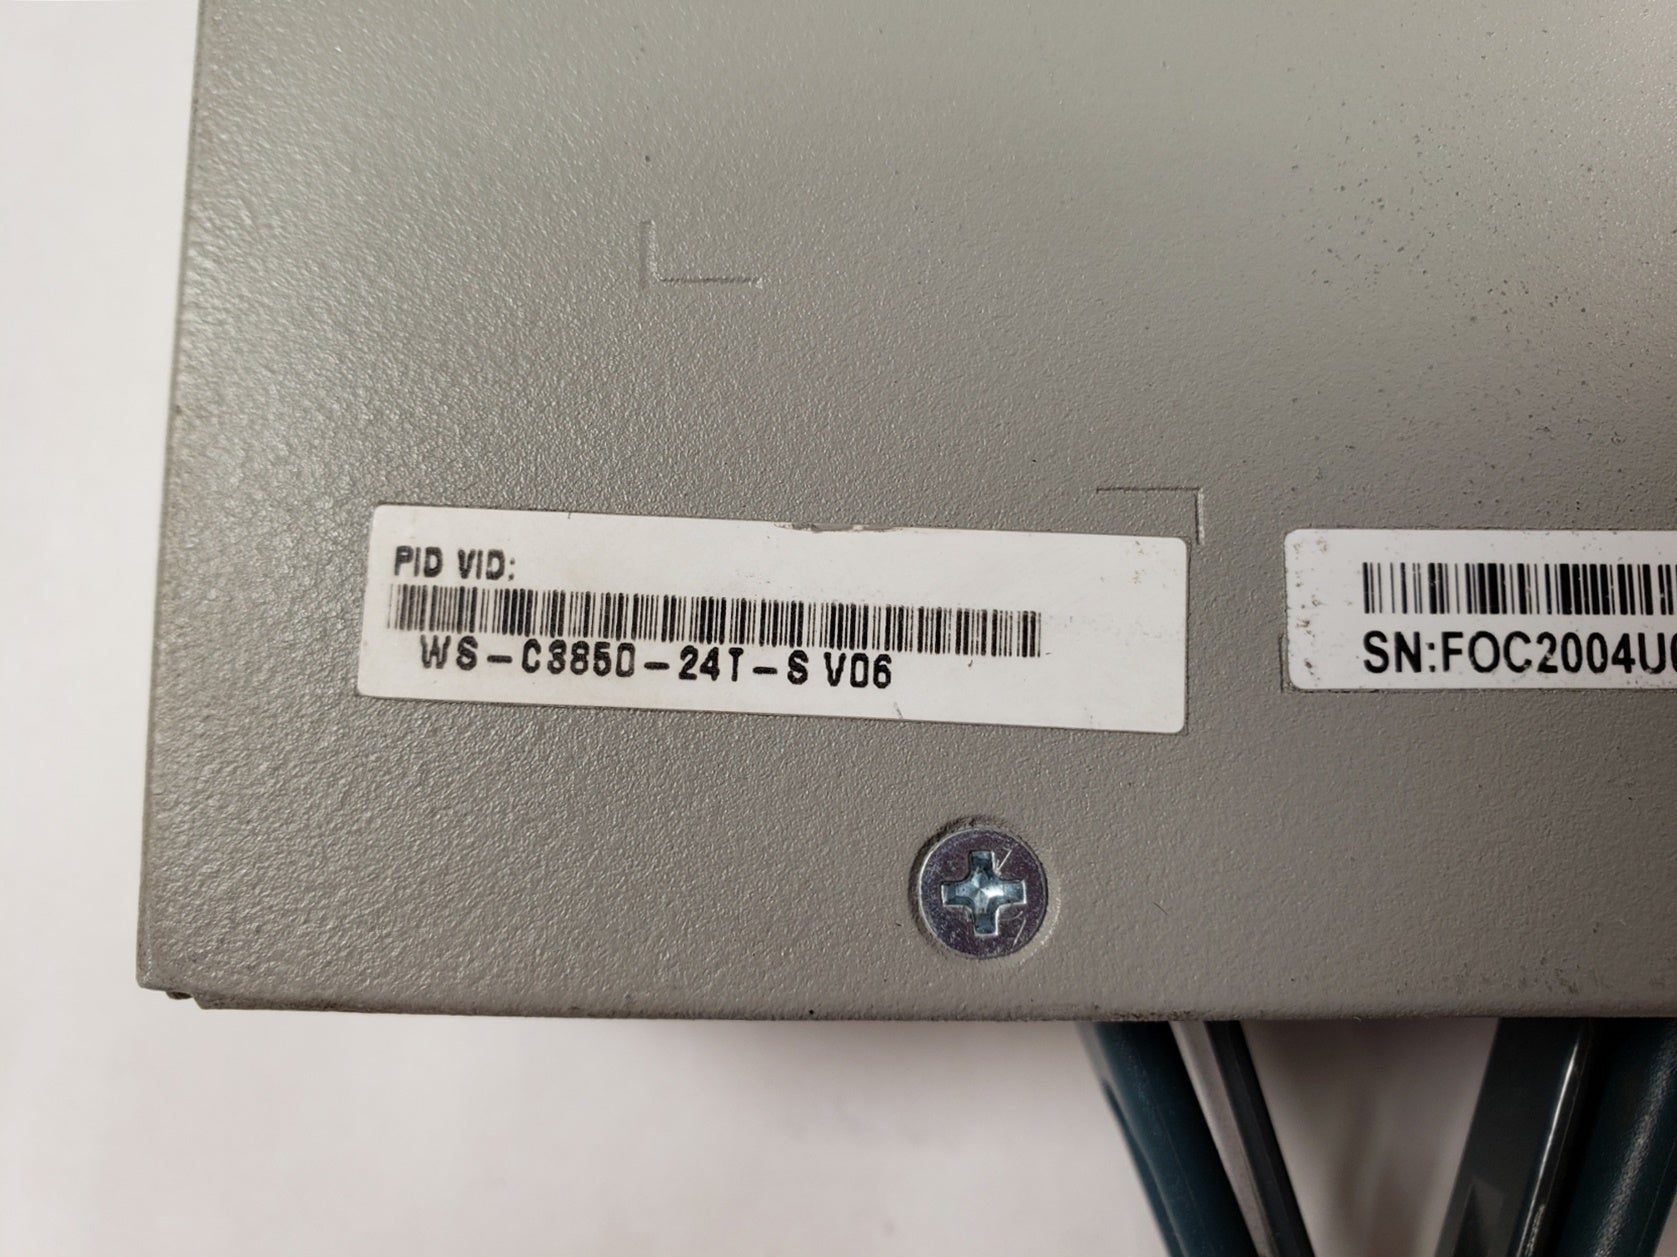 PID VID:
WS-C3850-24T-S V06
SN:FOC2004U